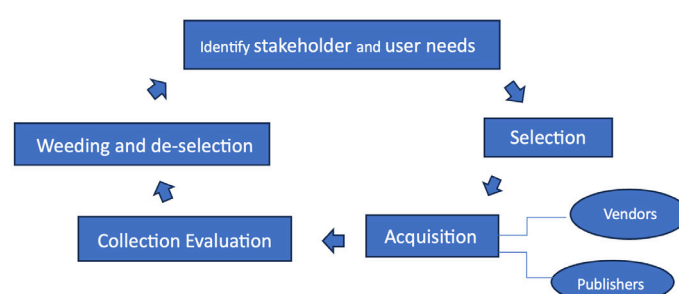 Identify stakeholder and user needs
Selection
Weeding and de-selection
Vendors
Acquisition
Collection Evaluation
Publishers